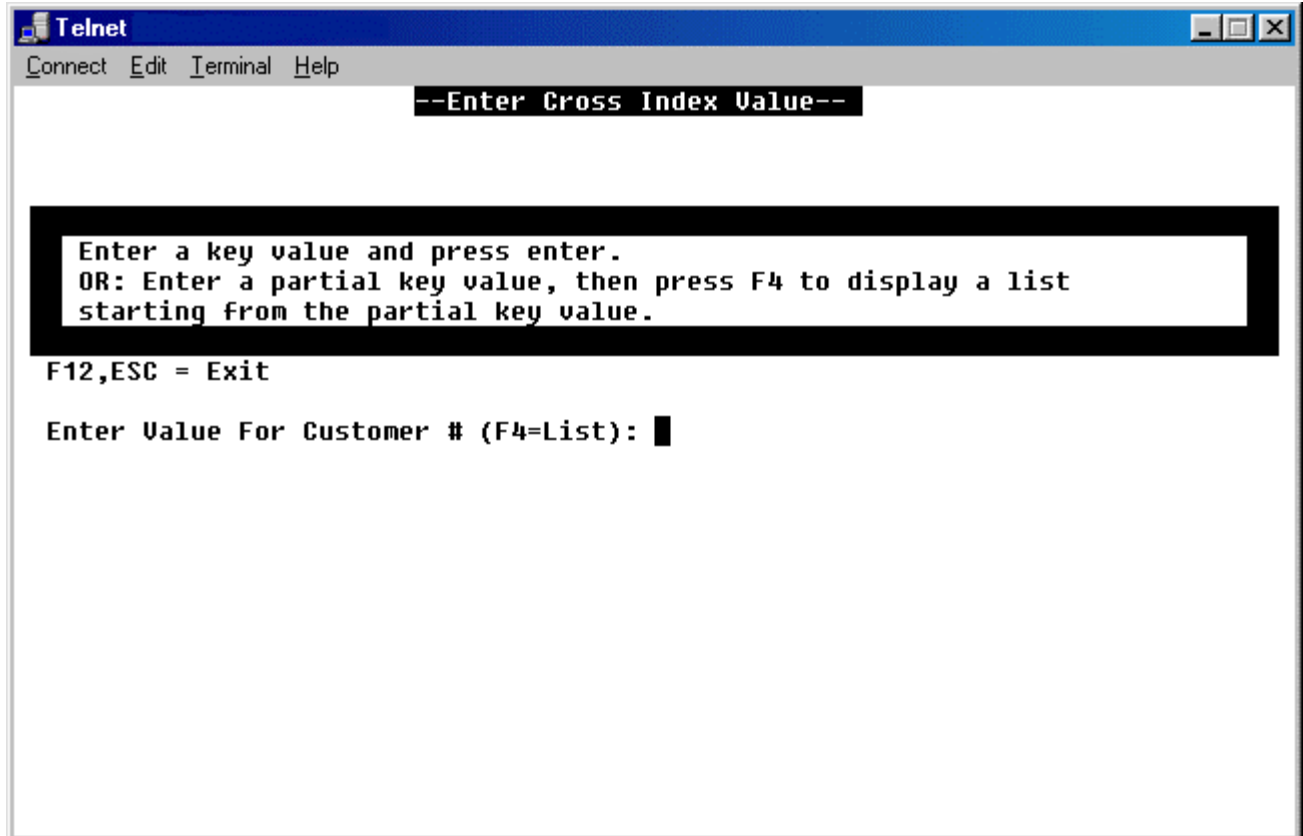 Telnet
Connect Edit Terminal Help
--Enter Cross Index Value--
Enter a key value and press enter.
OR: Enter a partial key value, then press F4 to display a list
starting from the partial key value.
F12,ESC = Exit
Enter Value For Customer # (F4=List):